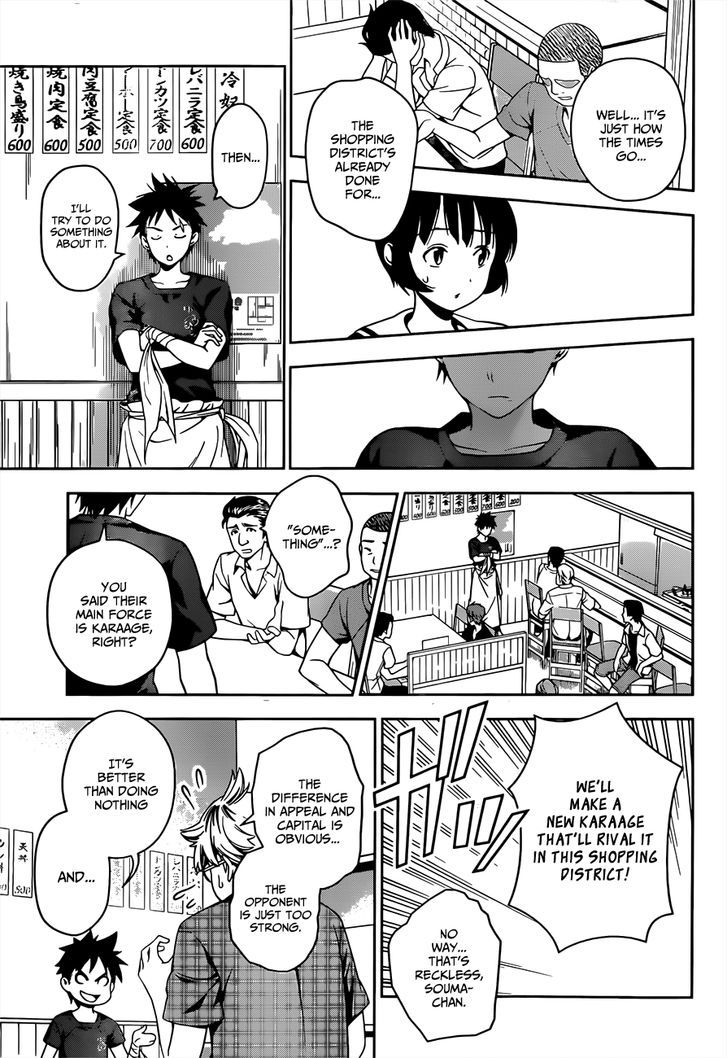 WELL... IT'S
JUST HOW
THE TIMES
GO...
THE
SHOPPING
DISTRICT'S
ALREADY
DONE
FOR...
冷奴
レバニラ定食
600
トンカツ定食
700
500
肉豆腐定食
500
焼肉定食
600
焼き鳥盛り
600
THEN...
I'LL
TRY TO DO
SOMETHING
ABOUT IT.
"SOME-
THING"...?
YOU
SAID THEIR
MAIN FORCE
IS KARAAGE,
RIGHT?
WE'LL
MAKE A
NEW KARAAGE
THAT'LL RIVAL IT
IN THIS SHOPPING
DISTRICT!
NO
WAY...
THAT'S
RECKLESS,
SOUMA-
CHAN.
THE
DIFFERENCE
IN APPEAL AND
CAPITAL IS
OBVIOUS...
THE
OPPONENT
IS JUST TOO
STRONG.
IT'S
BETTER
THAN DOING
NOTHING
AND...
天丼
500